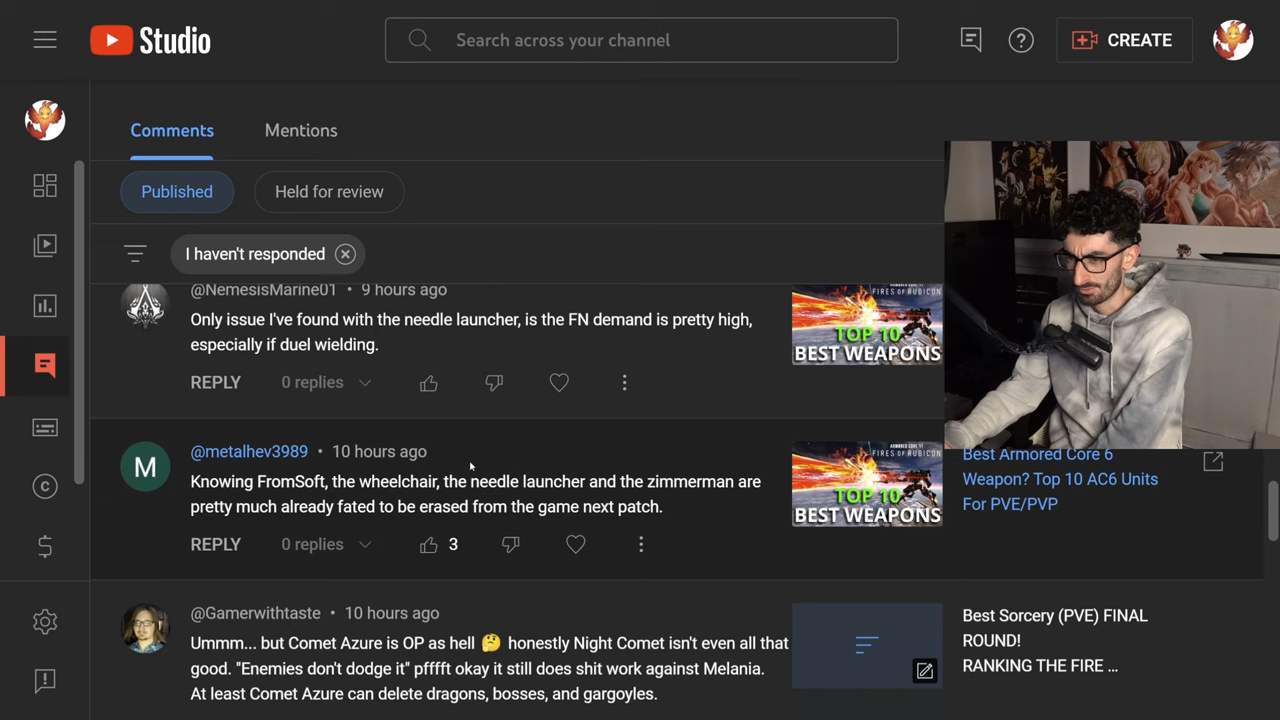 Studio
Search across your channel
CREATE
Comments
Mentions
Published
Held for review
I haven't responded
@NemesisMarine01 • 9 hours ago
Only issue I've found with the needle launcher, is the FN demand is pretty high,
especially if duel wielding.
REPLY
0 replies
FIRES OF RUBICON
TOP 10
BEST WEAPONS
@metalhev3989 • 10 hours ago
M
Knowing FromSoft, the wheelchair, the needle launcher and the zimmerman are
pretty much already fated to be erased from the game next patch.
REPLY
0 replies
3
ARMORED CORE VI
FIRES OF RUBICON
TOP 10
BEST WEAPONS
Best Armored Core 6
Weapon? Top 10 AC6 Units
For PVE/PVP
@Gamerwithtaste • 10 hours ago
Ummm... but Comet Azure is OP as hell 🤔 honestly Night Comet isn't even all that
good. "Enemies don't dodge it" pfffft okay it still does shit work against Melania.
At least Comet Azure can delete dragons, bosses, and gargoyles.
Best Sorcery (PVE) FINAL
ROUND!
RANKING THE FIRE ...